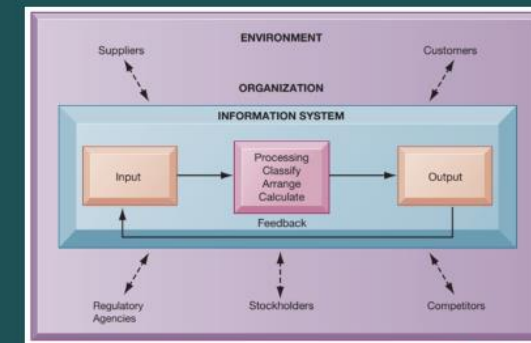 ENVIRONMENT
Suppliers
Customers
ORGANIZATION
INFORMATION SYSTEM
Input
Processing
Classify
Arrange
Calculate
Output
Feedback
Regulatory
Agencies
Stockholders
Competitors